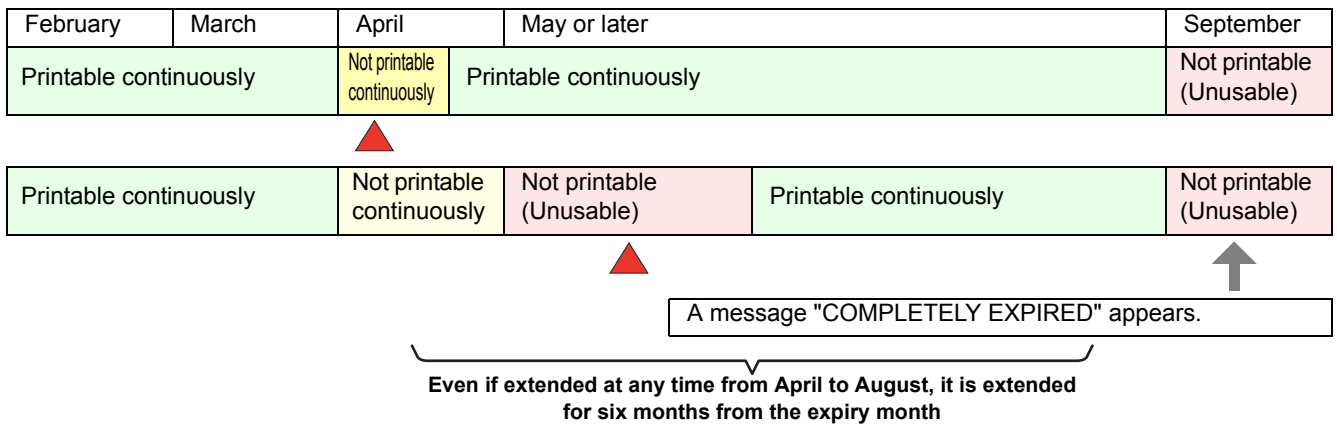 February March April May or later September
Printable continuously Not printable continuously Printable continuously Not printable (Unusable)
Printable continuously Not printable continuously Not printable (Unusable) Printable continuously Not printable (Unusable)
A message "COMPLETELY EXPIRED" appears.
Even if extended at any time from April to August, it is extended
for six months from the expiry month